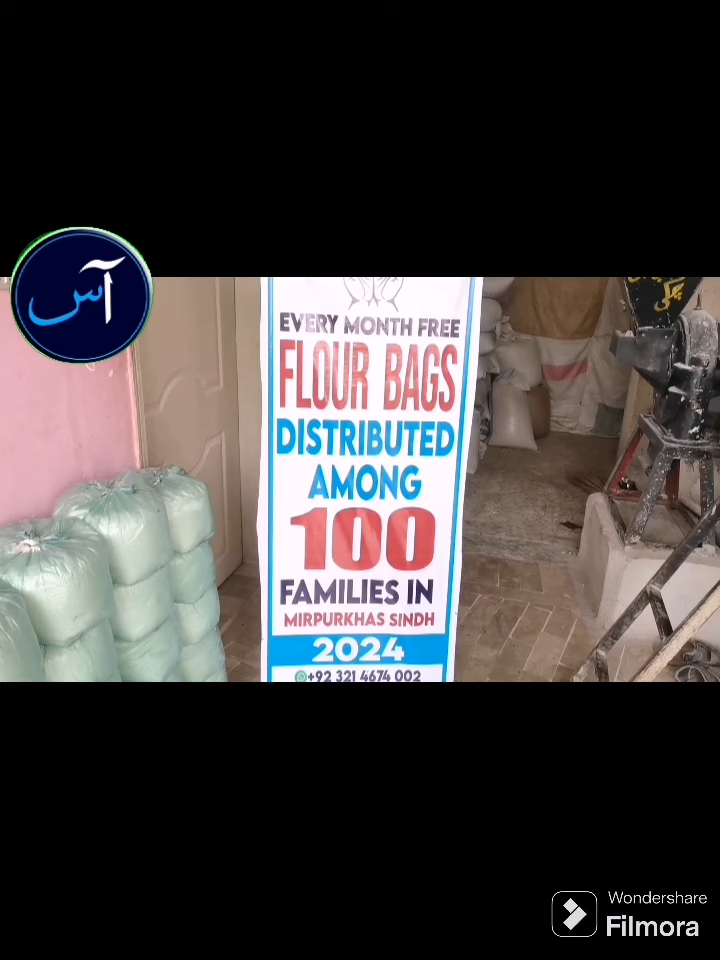 آس
EVERY MONTH FREE
FLOUR BAGS
DISTRIBUTED
AMONG
100
FAMILIES IN
MIRPURKHAS SINDH
2024
+92 321 4674 002
چکی
Wondershare
Filmora